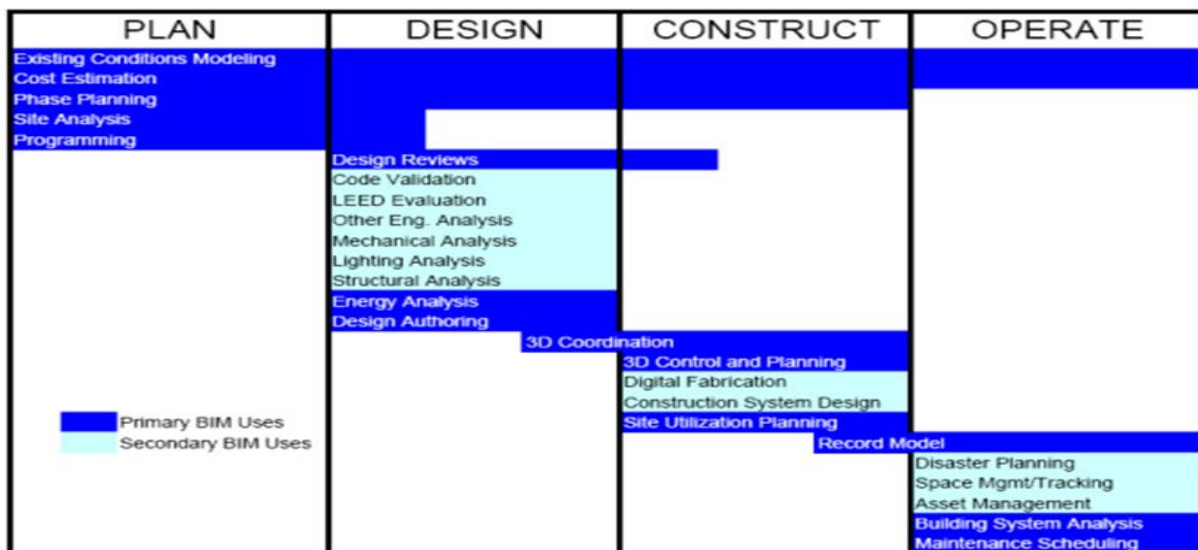 PLAN DESIGN CONSTRUCT OPERATE
Existing Conditions Modeling
Cost Estimation
Phase Planning
Site Analysis
Programming
Design Reviews
Code Validation
LEED Evaluation
Other Eng. Analysis
Mechanical Analysis
Lighting Analysis
Structural Analysis
Energy Analysis
Design Authoring
3D Coordination
3D Control and Planning
Digital Fabrication
Construction System Design
Site Utilization Planning
Primary BIM Uses
Secondary BIM Uses
Record Model
Disaster Planning
Space Mgmt/Tracking
Asset Management
Building System Analysis
Maintenance Scheduling